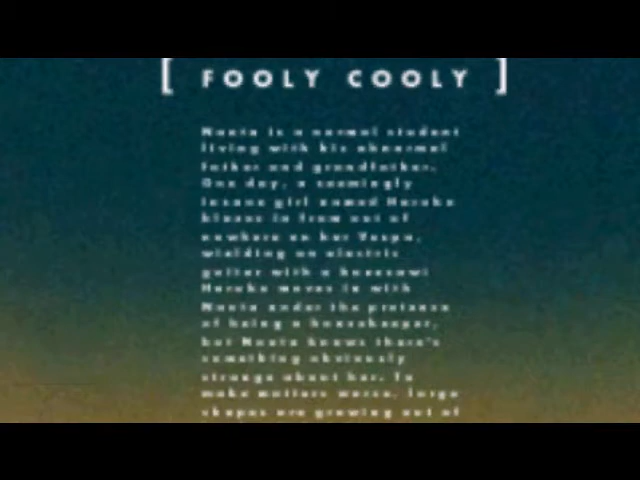 [ FOOLY COOLY ]
Naota is a normal student
living with his abnormal
father and grandfather.
One day, a seemingly
insane girl named Haruko
blazes in from out of
nowhere on her Vespa,
wielding an electric
guitar with a
Haruko moves in with
Naota under the pretense
of being a housekeeper,
but Naota knows there's
something obviously
strange about her. To
make matters worse, large
shapes are growing out of